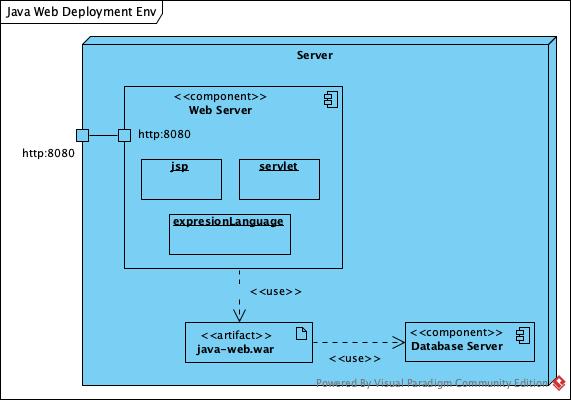 Java Web Deployment Env
Server
<<component>>
Web Server
http:8080
http:8080
jsp
servlet
expresionLanguage
<<use>>
<<artifact>>
java-web.war
<<component>>
Database Server
<<use>>
Powered By Visual Paradigm Community Edition